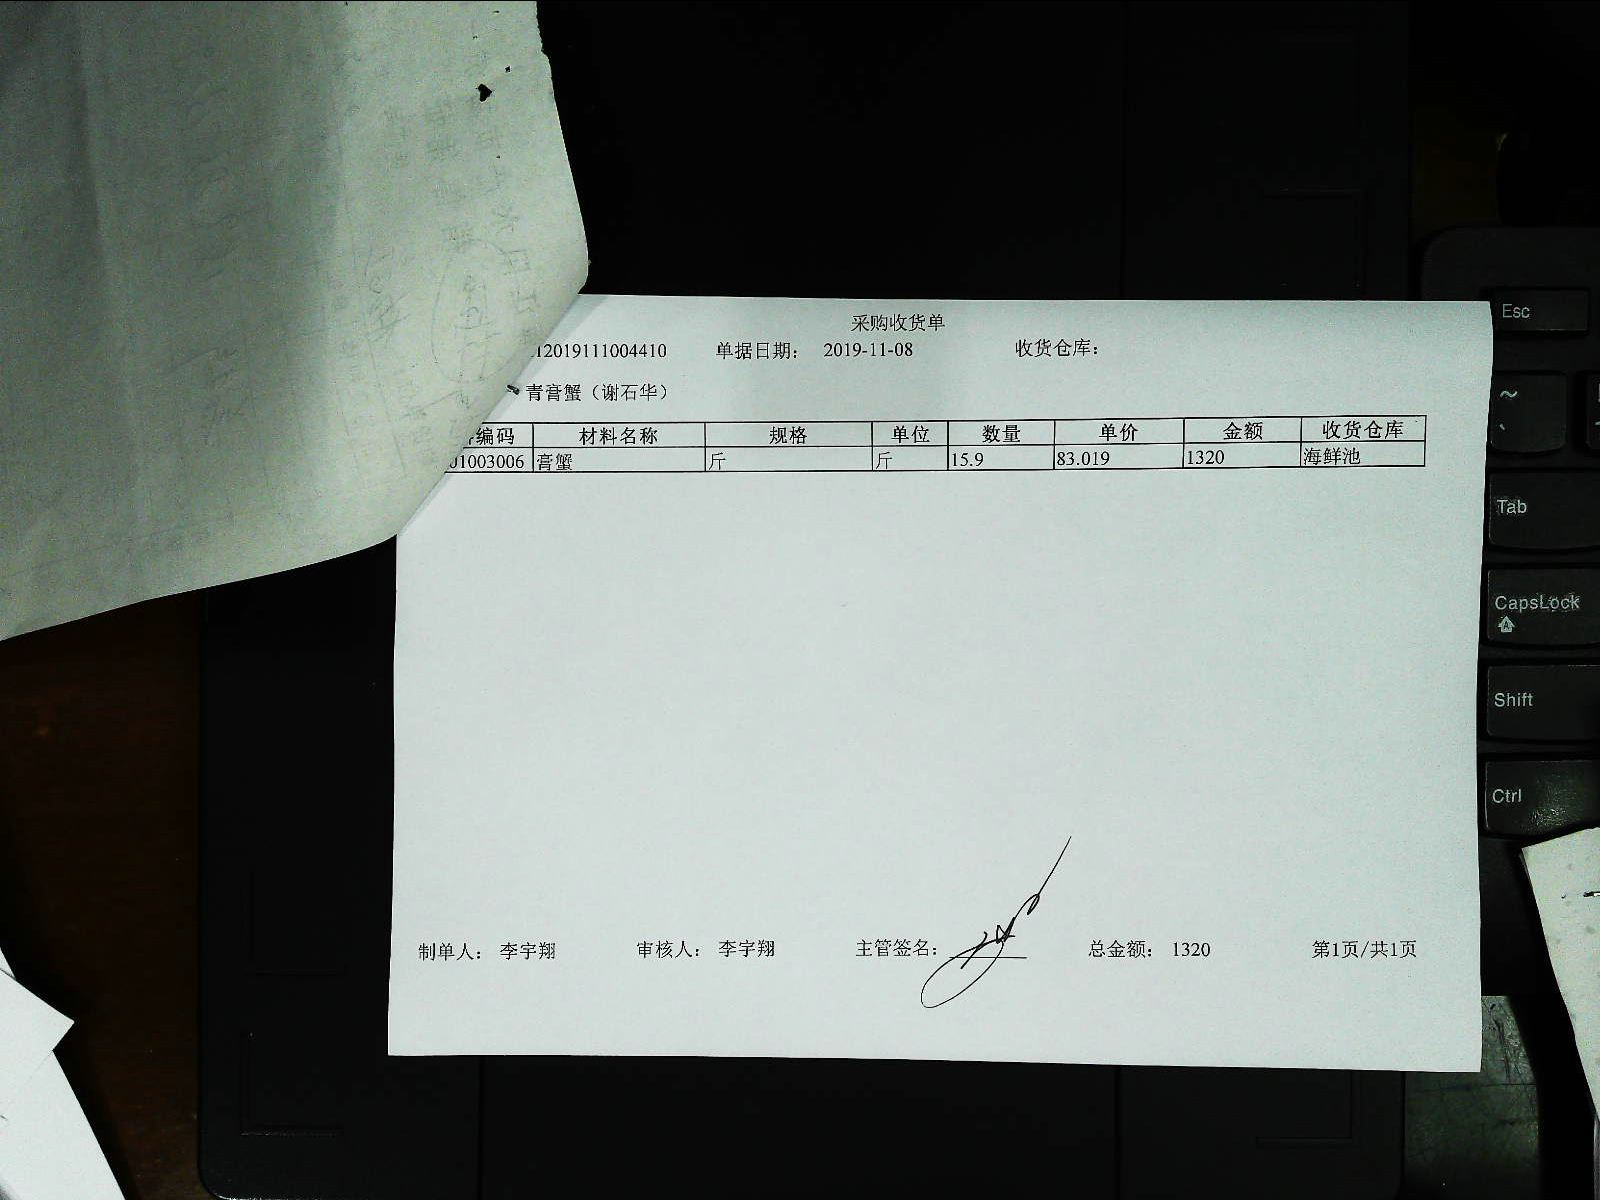 采购收货单
12019111004410 单据日期： 2019-11-08 收货仓库：
青膏蟹（谢石华）
编码 材料名称 规格 单位 数量 单价 金额 收货仓库
01003006 膏蟹 斤 斤 15.9 83.019 1320 海鲜池
制单人： 李宇翔 审核人： 李宇翔 主管签名： 总金额： 1320 第1页/共1页
Esc
~
Tab
CapsLock
Shift
Ctrl